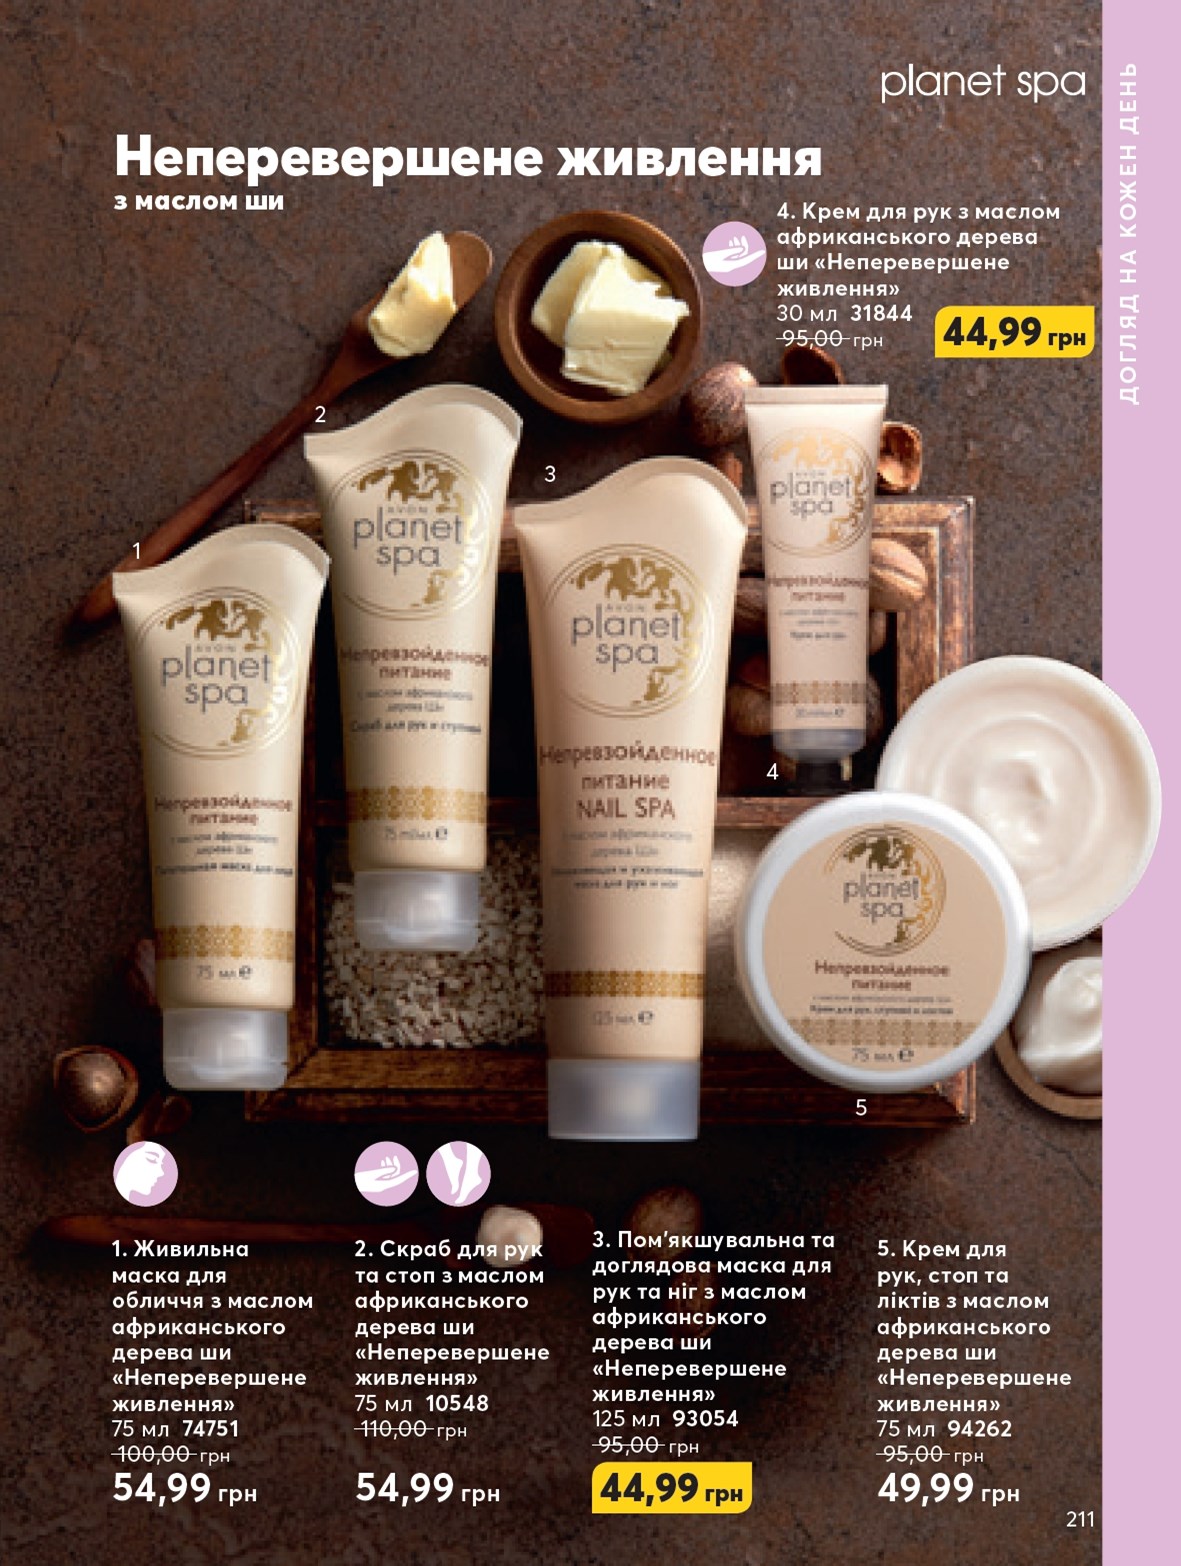 planet spa
ДОГЛЯД НА КОЖЕН ДЕНЬ
Неперевершене живлення
з маслом ши
4. Крем для рук з маслом
африканського дерева
ши «Неперевершене
живлення»
30 мл 31844
95,00 грн
44,99 грн
2
AVON
planet
spa
Непревзойденное
питание
с маслом африканского
дерева Ши
Скраб для рук и ступней
75 ml/мл e
3
AVON
planet
spa
Непревзойденное
питание
NAIL SPA
с маслом африканского
дерева Ши
маска для рук и ног
125 мл e
AVON
planet
spa
Непревзойденное
питание
Крем для рук
4
1
AVON
planet
spa
Непревзойденное
питание
с маслом африканского
дерева Ши
Питательная маска для лица
75 мл e
AVON
planet
spa
Непревзойденное
питание
с маслом африканского дерева Ши
Крем для рук, ступней и локтей
75 мл e
5
1. Живильна
маска для
обличчя з маслом
африканського
дерева ши
«Неперевершене
живлення»
75 мл 74751
100,00 грн
54,99 грн
2. Скраб для рук
та стоп з маслом
африканського
дерева ши
«Неперевершене
живлення»
75 мл 10548
110,00 грн
54,99 грн
3. Пом’якшувальна та
доглядова маска для
рук та ніг з маслом
африканського
дерева ши
«Неперевершене
живлення»
125 мл 93054
95,00 грн
44,99 грн
5. Крем для
рук, стоп та
ліктів з маслом
африканського
дерева ши
«Неперевершене
живлення»
75 мл 94262
95,00 грн
49,99 грн
211